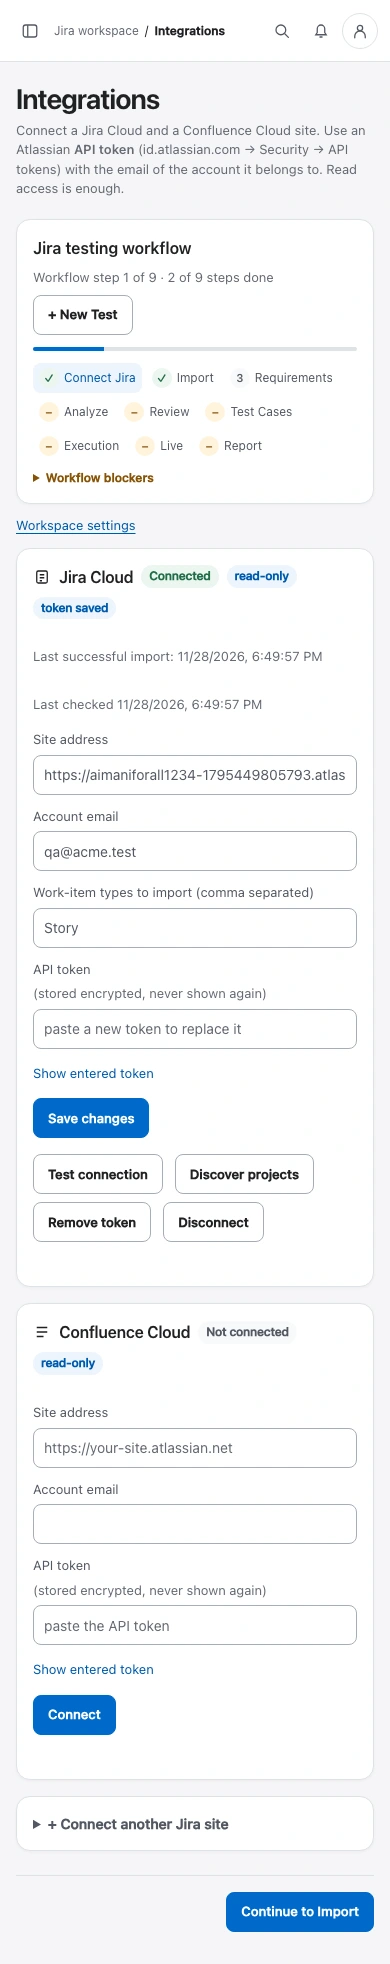 Jira workspace / Integrations
Integrations
Connect a Jira Cloud and a Confluence Cloud site. Use an
Atlassian API token (id.atlassian.com → Security → API
tokens) with the email of the account it belongs to. Read
access is enough.
Jira testing workflow
Workflow step 1 of 9 · 2 of 9 steps done
+ New Test
Connect Jira
Import
3 Requirements
– Analyze
– Review
– Test Cases
– Execution
– Live
– Report
Workflow blockers
Workspace settings
Jira Cloud
Connected
read-only
token saved
Last successful import: 11/28/2026, 6:49:57 PM
Last checked 11/28/2026, 6:49:57 PM
Site address
https://aimaniforall1234-1795449805793.atlas
Account email
qa@acme.test
Work-item types to import (comma separated)
Story
API token
(stored encrypted, never shown again)
paste a new token to replace it
Show entered token
Save changes
Test connection
Discover projects
Remove token
Disconnect
Confluence Cloud
Not connected
read-only
Site address
https://your-site.atlassian.net
Account email
API token
(stored encrypted, never shown again)
paste the API token
Show entered token
Connect
+ Connect another Jira site
Continue to Import